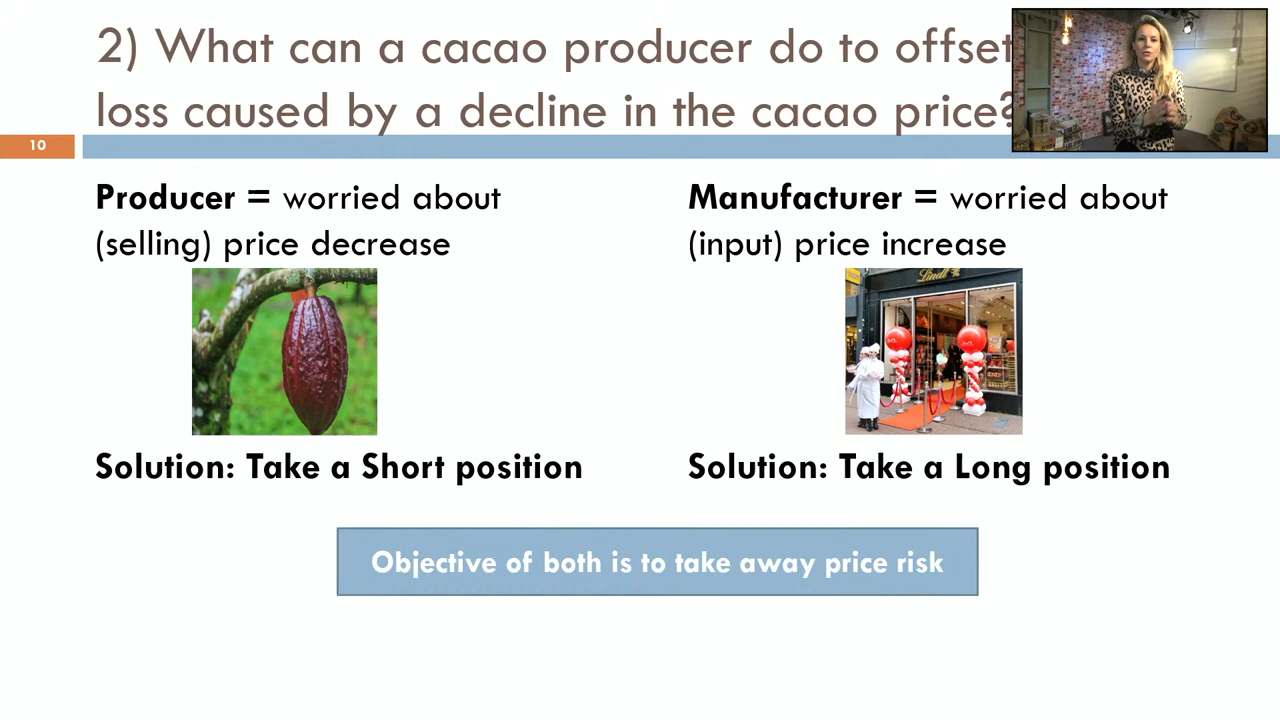 2) What can a cacao producer do to offset
loss caused by a decline in the cacao price?
10
Producer = worried about
(selling) price decrease
Manufacturer = worried about
(input) price increase
Lindt
Solution: Take a Short position
Solution: Take a Long position
Objective of both is to take away price risk